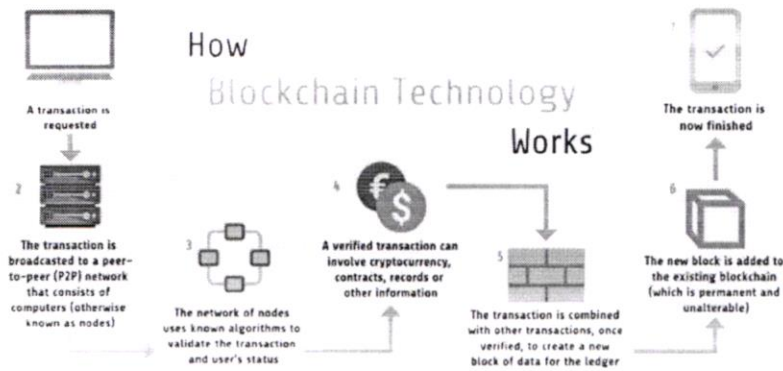 How
Blockchain Technology
Works
A transaction is
requested
2
The transaction is
broadcasted to a peer-
to-peer (P2P) network
that consists of
computers (otherwise
known as nodes)
3
The network of nodes
uses known algorithms to
validate the transaction
and user's status
4
€
$
A verified transaction can
involve cryptocurrency,
contracts, records or
other information
5
The transaction is combined
with other transactions, once
verified, to create a new
block of data for the ledger
6
The new block is added to
the existing blockchain
(which is permanent and
unalterable)
7
The transaction is
now finished